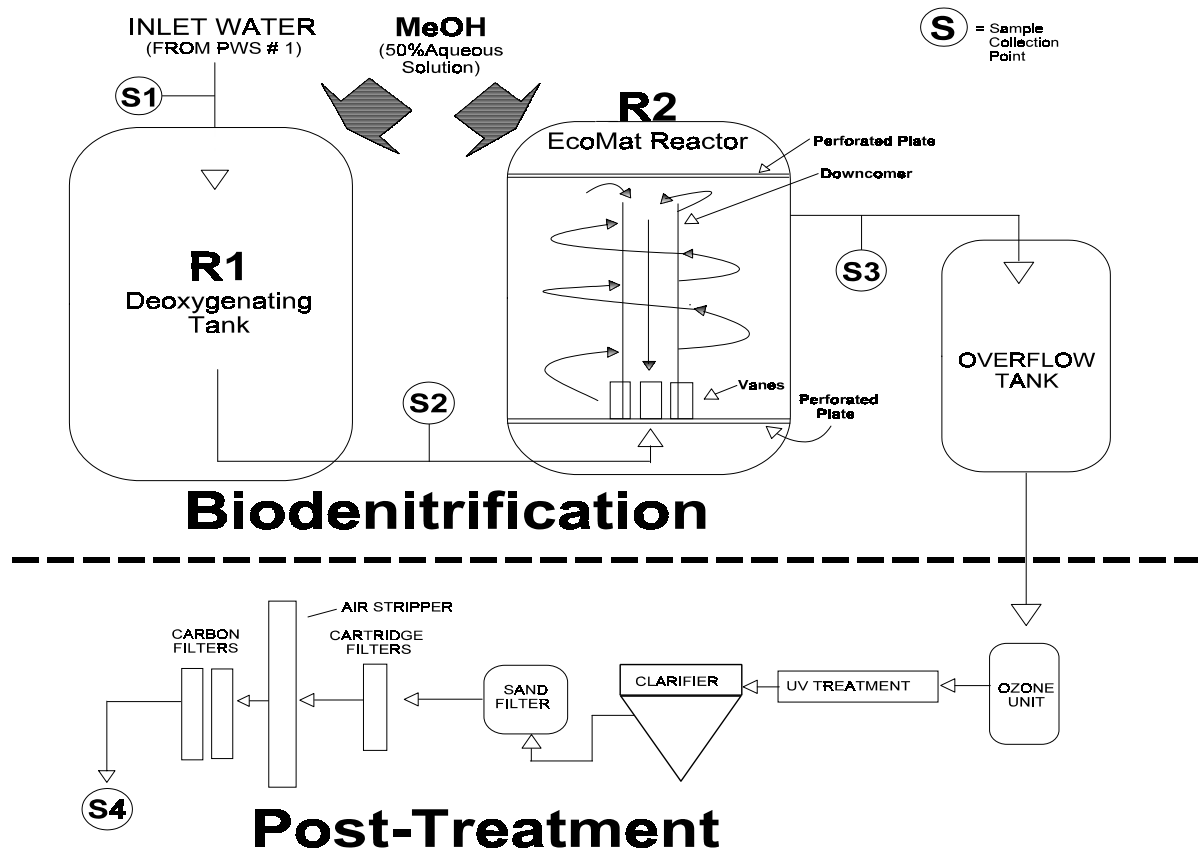 INLET WATER
(FROM PWS # 1)
MeOH
(50%Aqueous
Solution)
S
= Sample
Collection
Point
S1
R1
Deoxygenating
Tank
S2
R2
EcoMat Reactor
Perforated Plate
Downcomer
Vanes
Perforated
Plate
S3
OVERFLOW
TANK
Biodenitrification
OZONE
UNIT
UV TREATMENT
CLARIFIER
SAND
FILTER
CARTRIDGE
FILTERS
AIR STRIPPER
CARBON
FILTERS
S4
Post-Treatment